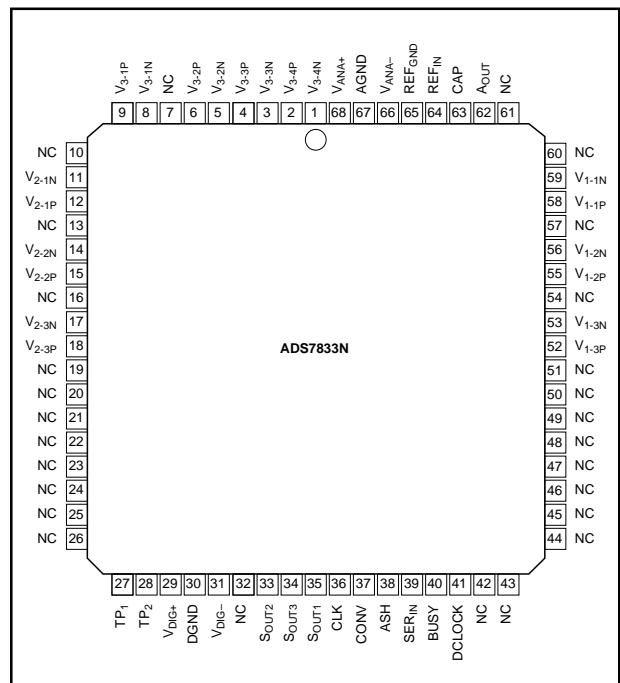 V3-1P V3-1N NC V3-2P V3-2N V3-3P V3-3N V3-4P V3-4N VANA+ AGND VANA– REFGND REFIN CAP AOUT NC
9 8 7 6 5 4 3 2 1 68 67 66 65 64 63 62 61
NC 10 60 NC
V2-1N 11 59 V1-1N
V2-1P 12 58 V1-1P
NC 13 57 NC
V2-2N 14 56 V1-2N
V2-2P 15 55 V1-2P
NC 16 54 NC
V2-3N 17 53 V1-3N
V2-3P 18 52 V1-3P
ADS7833N
NC 19 51 NC
NC 20 50 NC
NC 21 49 NC
NC 22 48 NC
NC 23 47 NC
NC 24 46 NC
NC 25 45 NC
NC 26 44 NC
27 28 29 30 31 32 33 34 35 36 37 38 39 40 41 42 43
TP1 TP2 VDIG+ DGND VDIG– NC SOUT2 SOUT3 SOUT1 CLK CONV ASH SERIN BUSY DCLOCK NC NC